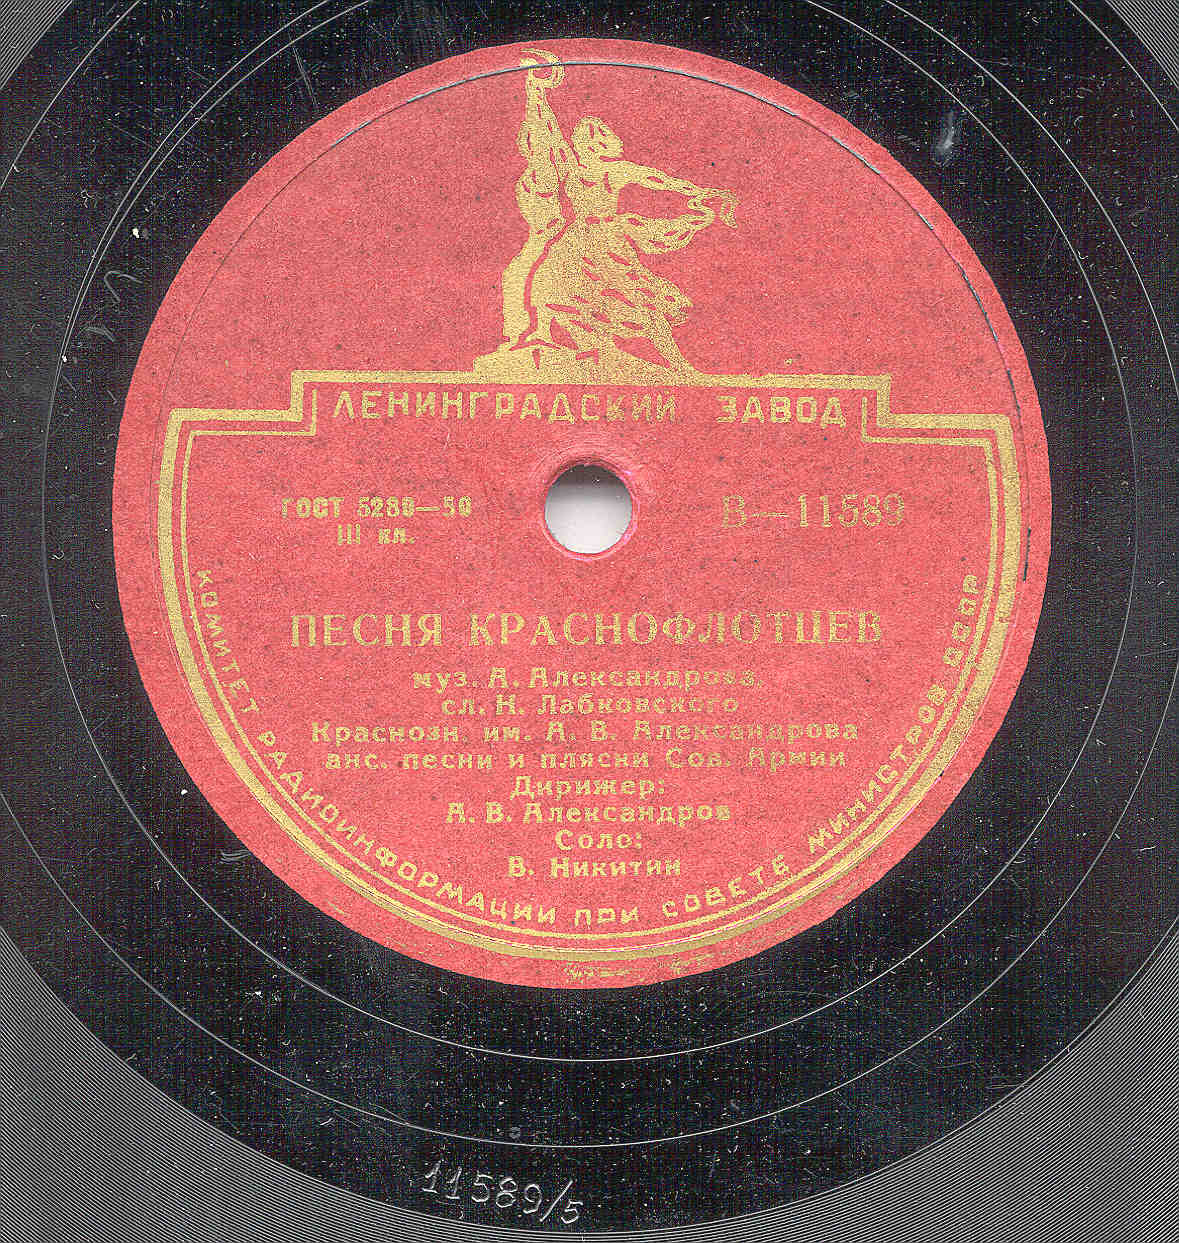 ЛЕНИНГРАДСКИЙ ЗАВОД
ГОСТ 5289—50
В—11589
III кл.
ПЕСНЯ КРАСНОФЛОТЦЕВ
муз. А. Александрова,
сл. Н. Лабковского
Краснозн. им. А. В. Александрова
анс. песни и пляски Сов. Армии
Дирижер:
А. В. Александров
Соло:
В. Никитин
КОМИТЕТ РАДИОИНФОРМАЦИИ ПРИ СОВЕТЕ МИНИСТРОВ СССР
11589/5